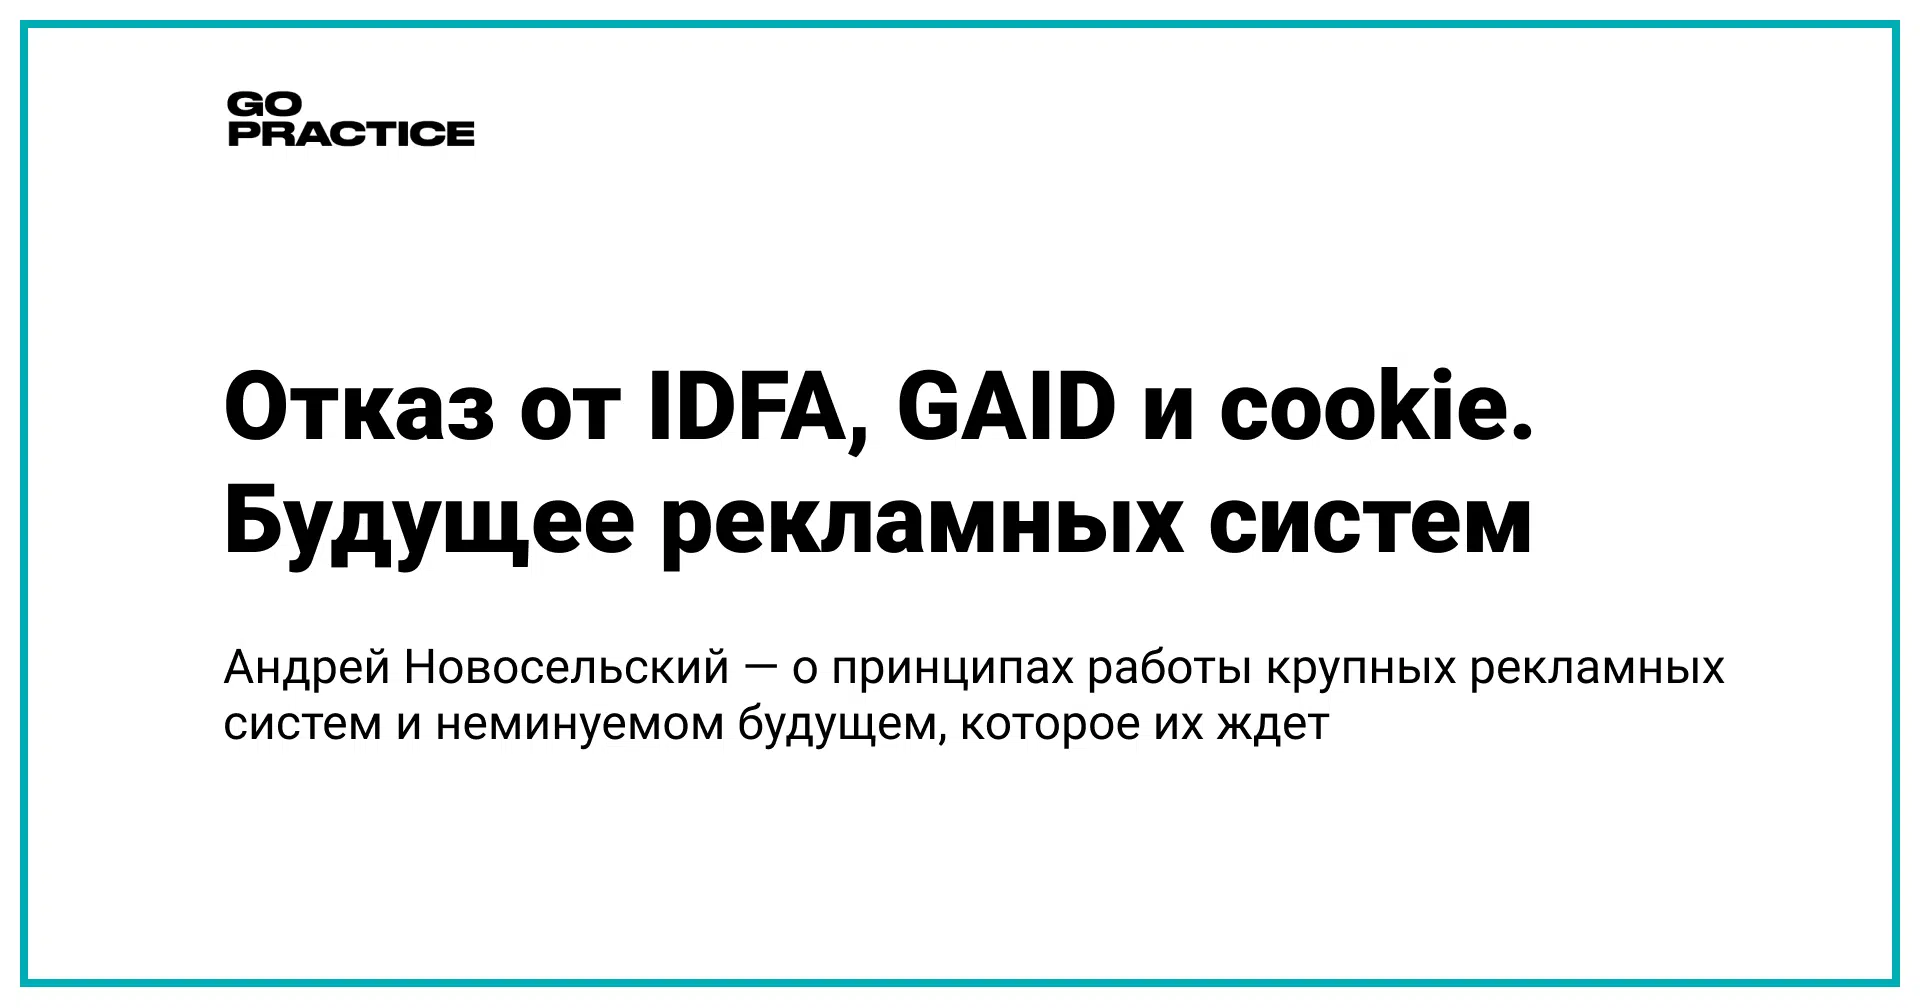 GO
PRACTICE
Отказ от IDFA, GAID и cookie.
Будущее рекламных систем
Андрей Новосельский — о принципах работы крупных рекламных
систем и неминуемом будущем, которое их ждет